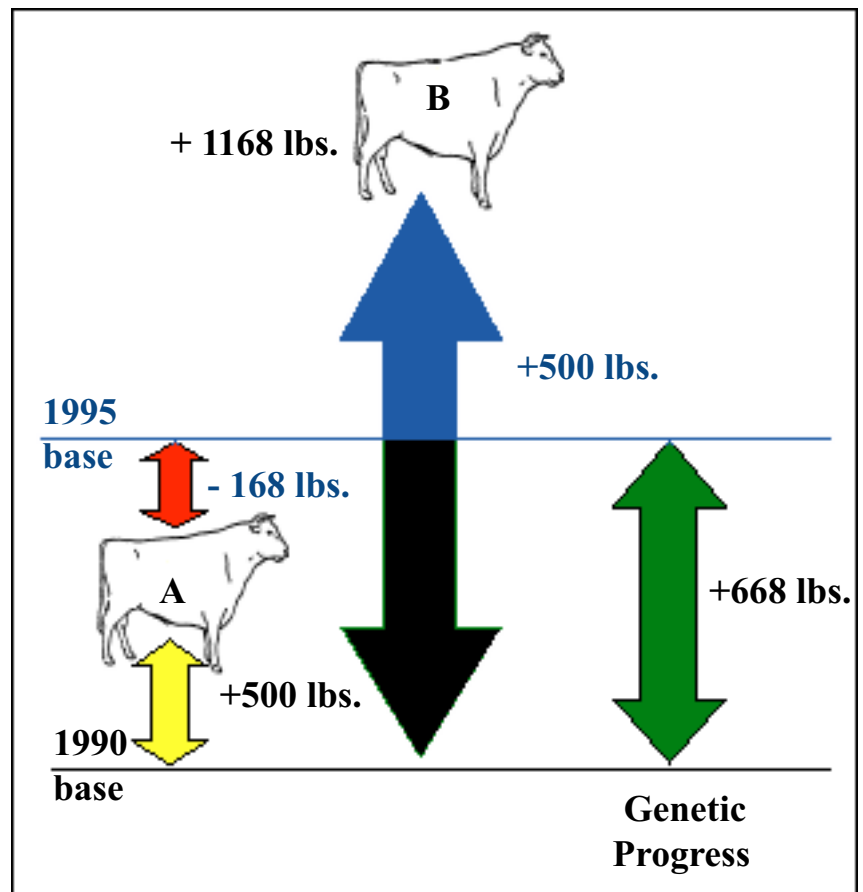 B
+ 1168 lbs.
+500 lbs.
1995
base
- 168 lbs.
A
+668 lbs.
+500 lbs.
1990
base
Genetic
Progress